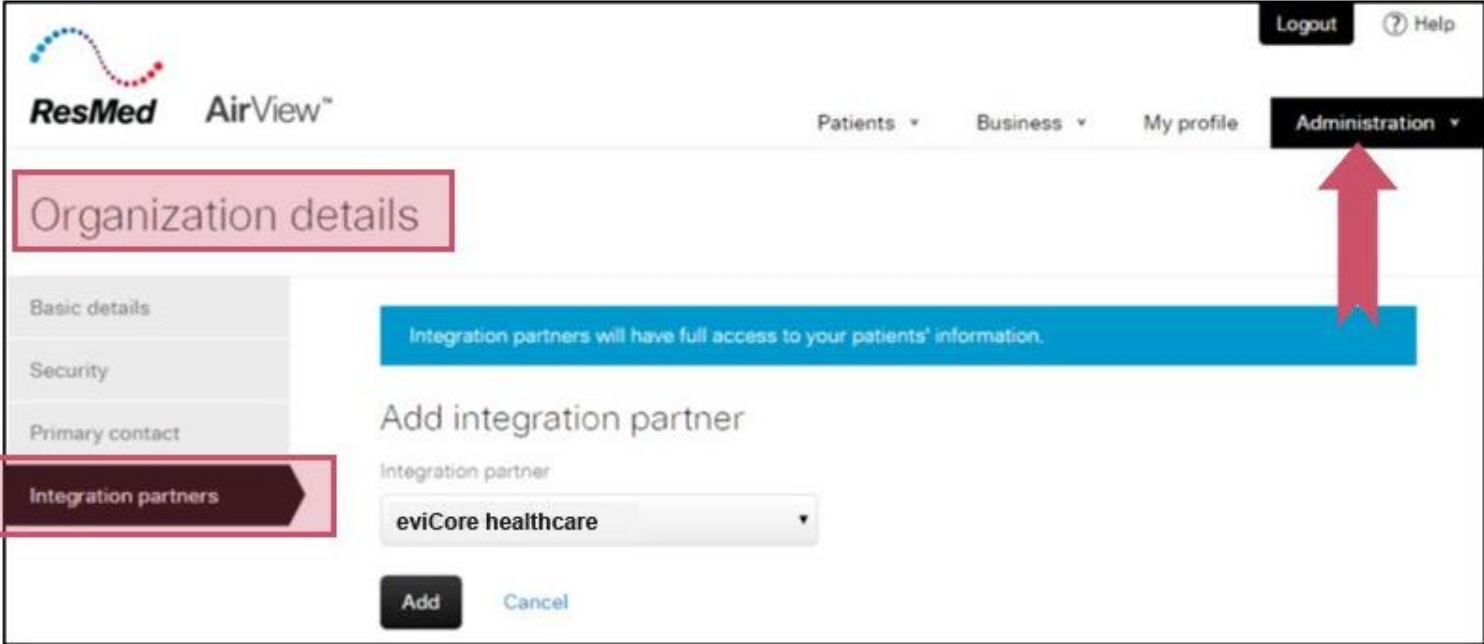 Logout ? Help
ResMed AirView™
Patients Business My profile Administration
Organization details
Basic details
Security
Primary contact
Integration partners
Integration partners will have full access to your patients' information.
Add integration partner
Integration partner
eviCore healthcare
Add Cancel